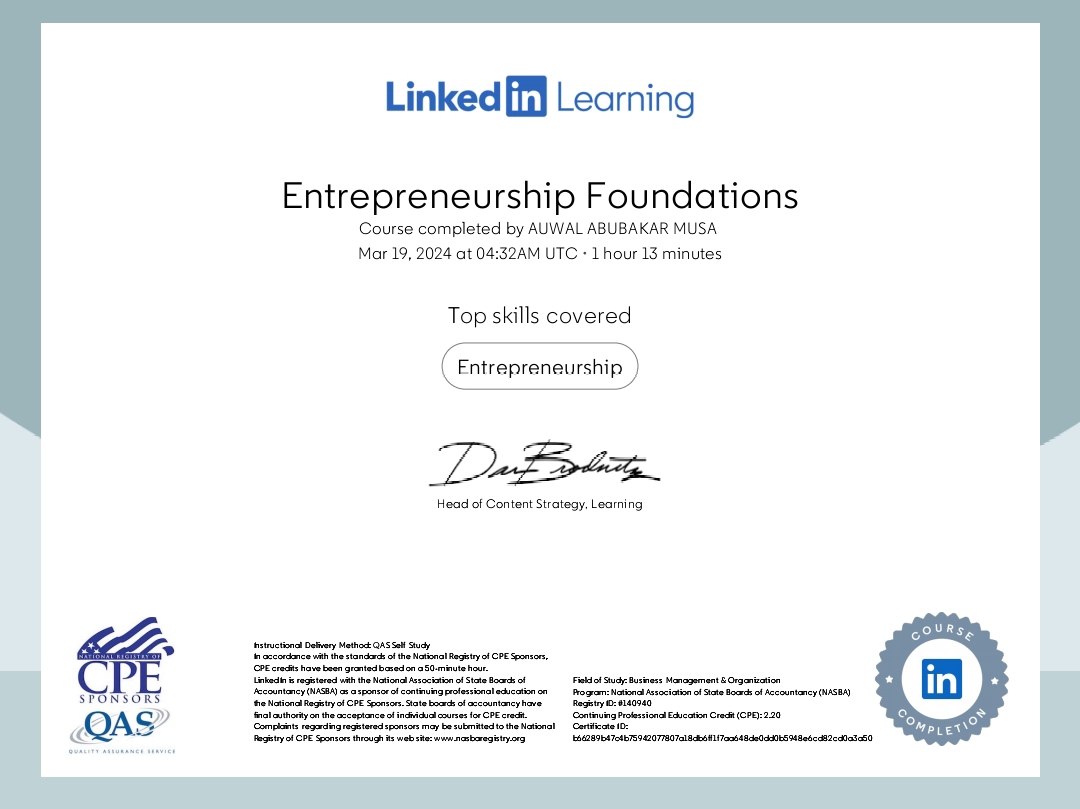 Linkedin Learning
Entrepreneurship Foundations
Course completed by AUWAL ABUBAKAR MUSA
Mar 19, 2024 at 04:32AM UTC • 1 hour 13 minutes
Top skills covered
Entrepreneurship
Dan Brodnitz
Head of Content Strategy, Learning
NATIONAL REGISTRY OF
CPE
SPONSORS
QAS
QUALITY ASSURANCE SERVICE
Instructional Delivery Method: QAS Self Study
In accordance with the standards of the National Registry of CPE Sponsors,
CPE credits have been granted based on a 50-minute hour.
LinkedIn is registered with the National Association of State Boards of
Accountancy (NASBA) as a sponsor of continuing professional education on
the National Registry of CPE Sponsors. State boards of accountancy have
final authority on the acceptance of individual courses for CPE credit.
Complaints regarding registered sponsors may be submitted to the National
Registry of CPE Sponsors through its web site: www.nasbaregistry.org
Field of Study: Business Management & Organization
Program: National Association of State Boards of Accountancy (NASBA)
Registry ID: #140940
Continuing Professional Education Credit (CPE): 2.20
Certificate ID:
b66289b47c4b75942077807a18db6ff1f7aa648de0dd0b5948e6cd82cd0a3a50
COURSE
in
COMPLETION